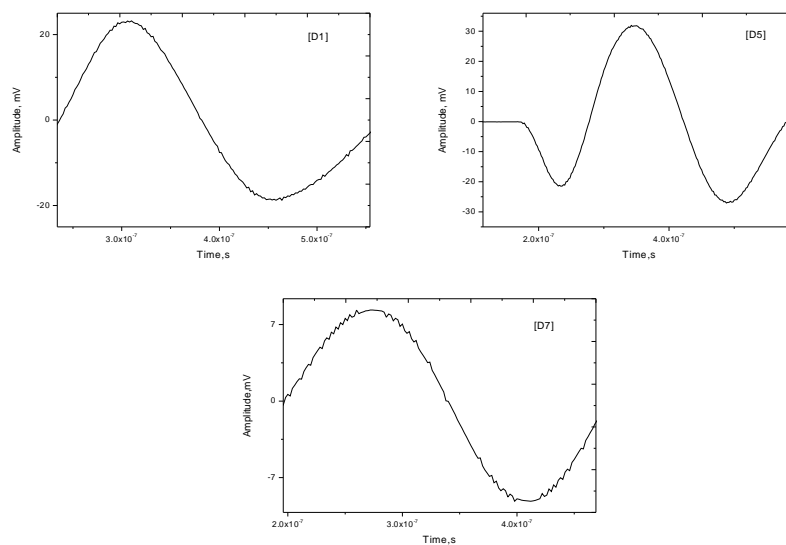 [D1]
Amplitude, mV
20
0
-20
3.0x10⁻⁷
4.0x10⁻⁷
5.0x10⁻⁷
Time,s
[D5]
Amplitude, mV
30
20
10
0
-10
-20
-30
2.0x10⁻⁷
4.0x10⁻⁷
Time,s
[D7]
Amplitude,mV
7
0
-7
2.0x10⁻⁷
3.0x10⁻⁷
4.0x10⁻⁷
Time,s